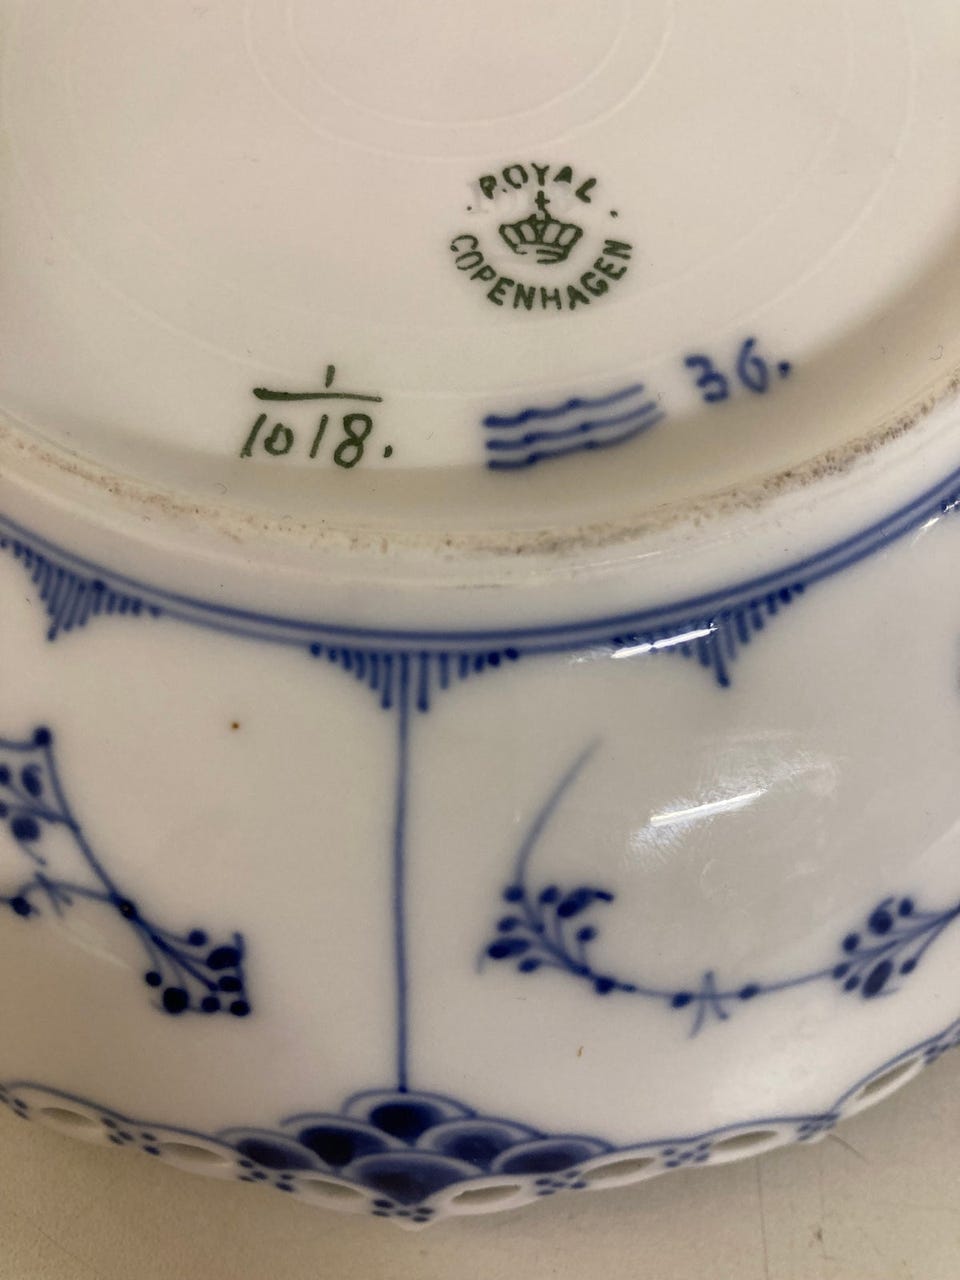 ROYAL
COPENHAGEN
1
1018.
36.